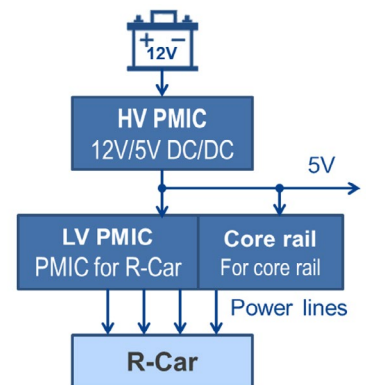 + −
12V
HV PMIC
12V/5V DC/DC
5V
LV PMIC
PMIC for R-Car
Core rail
For core rail
Power lines
R-Car